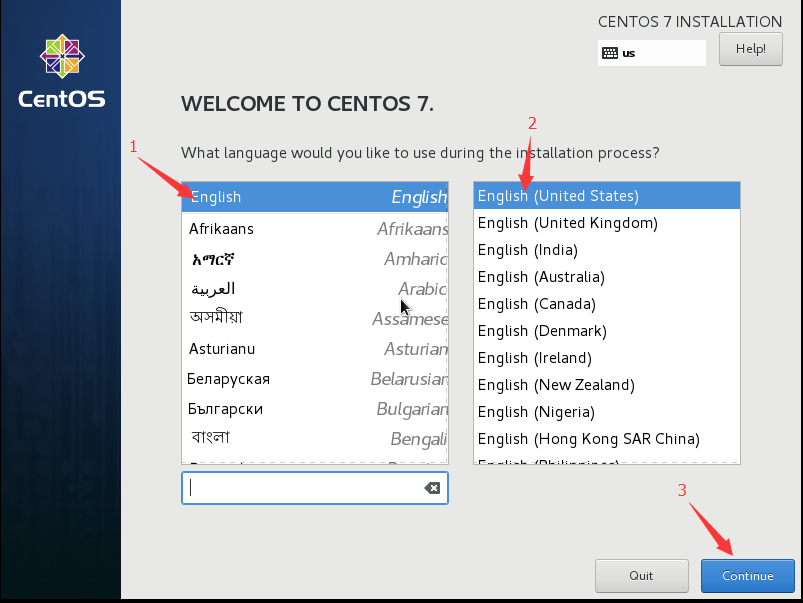 CENTOS 7 INSTALLATION
us
Help!
CentOS
WELCOME TO CENTOS 7.
1
2
What language would you like to use during the installation process?
English English
Afrikaans Afrikaans
አማርኛ Amharic
العربية Arabic
অসমীয়া Assamese
Asturianu Asturian
Беларуская Belarusian
Български Bulgarian
বাংলা Bengali
English (United States)
English (United Kingdom)
English (India)
English (Australia)
English (Canada)
English (Denmark)
English (Ireland)
English (New Zealand)
English (Nigeria)
English (Hong Kong SAR China)
English (Philippines)
3
Quit
Continue